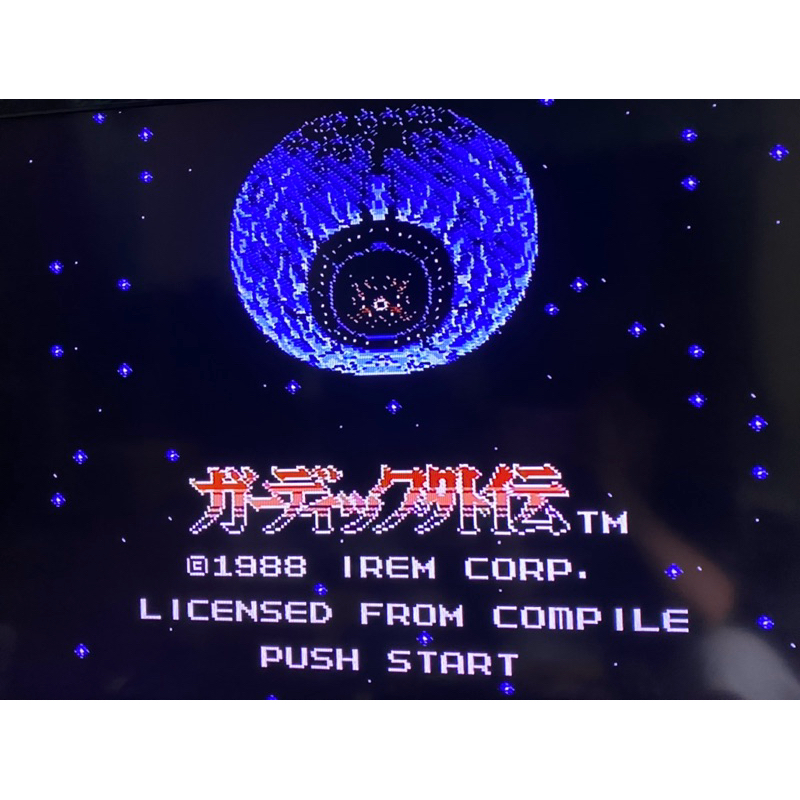 ガーディック外伝TM
©1988 IREM CORP.
LICENSED FROM COMPILE
PUSH START